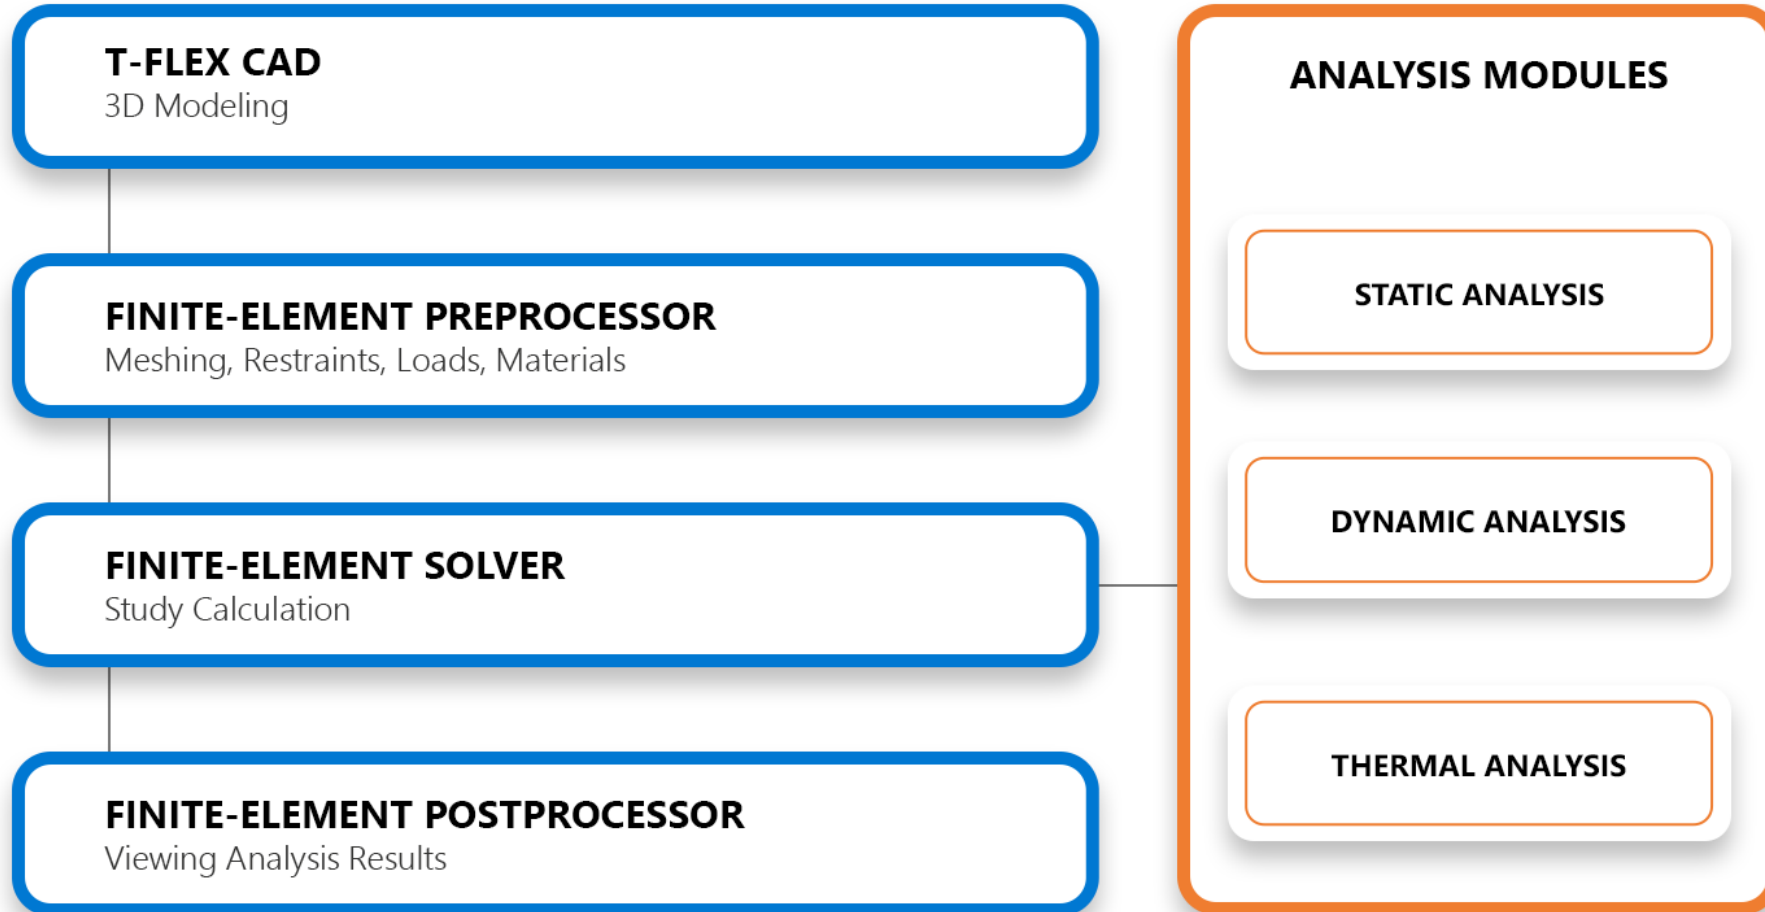 T-FLEX CAD
3D Modeling
FINITE-ELEMENT PREPROCESSOR
Meshing, Restraints, Loads, Materials
FINITE-ELEMENT SOLVER
Study Calculation
FINITE-ELEMENT POSTPROCESSOR
Viewing Analysis Results
ANALYSIS MODULES
STATIC ANALYSIS
DYNAMIC ANALYSIS
THERMAL ANALYSIS